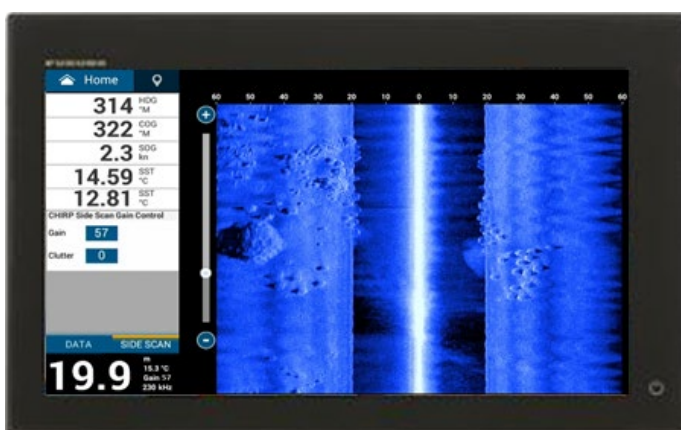 Home
314 HDG °M
322 COG °M
2.3 SOG kn
14.59 SST °C
12.81 SST °C
CHIRP Side Scan Gain Control
Gain 57
Clutter 0
DATA SIDE SCAN
19.9 m
15.3 °C
Gain 57
230 kHz
60 50 40 30 20 10 0 10 20 30 40 50 60
+
-